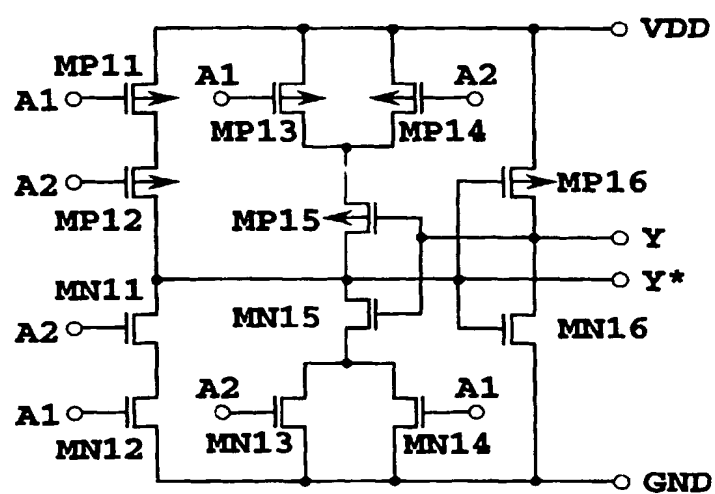 VDD
MP11
A1
A2
A1
MP13
MP14
A2
MP16
MP12
MP15
Y
Y*
MN11
MN15
MN16
A2
A2
A1
A1
MN13
MN14
MN12
GND